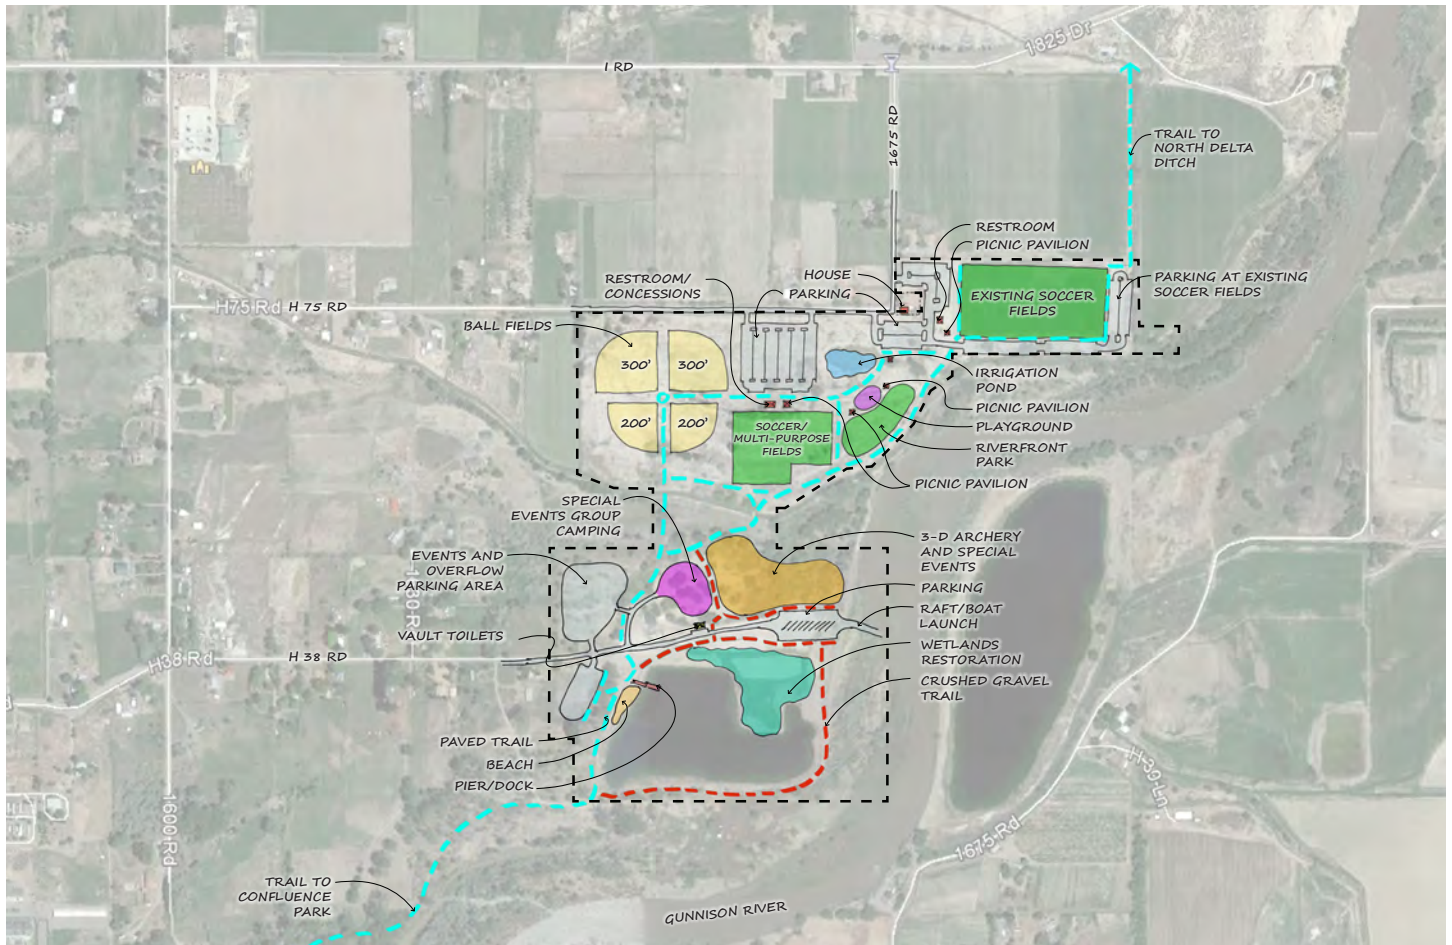 1825 Dr
I RD
1675 RD
TRAIL TO
NORTH DELTA
DITCH
RESTROOM
PICNIC PAVILION
RESTROOM/
CONCESSIONS
HOUSE
PARKING
EXISTING SOCCER
FIELDS
PARKING AT EXISTING
SOCCER FIELDS
H75 Rd
H 75 RD
BALL FIELDS
300'
300'
200'
200'
SOCCER/
MULTI-PURPOSE
FIELDS
IRRIGATION
POND
PICNIC PAVILION
PLAYGROUND
RIVERFRONT
PARK
PICNIC PAVILION
SPECIAL
EVENTS GROUP
CAMPING
3-D ARCHERY
AND SPECIAL
EVENTS
EVENTS AND
OVERFLOW
PARKING AREA
PARKING
RAFT/BOAT
LAUNCH
VAULT TOILETS
H38 Rd
H 38 RD
WETLANDS
RESTORATION
CRUSHED GRAVEL
TRAIL
PAVED TRAIL
BEACH
PIER/DOCK
H 39 Ln
1600 Rd
1675 Rd
TRAIL TO
CONFLUENCE
PARK
GUNNISON RIVER